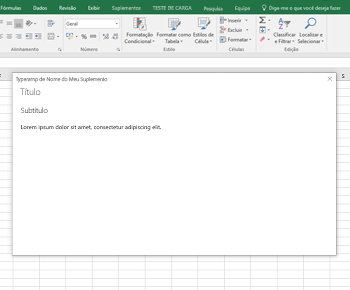 Fórmulas Dados Revisão Exibir Suplementos TESTE DE CARGA Pesquisa Equipe Diga-me o que você deseja fazer
Geral
Formatação Condicional
Formatar como Tabela
Estilos de Célula
Inserir
Excluir
Formatar
Classificar e Filtrar
Localizar e Selecionar
Alinhamento Número Estilo Células Edição
S
Typeramp de Nome do Meu Suplemento
Título
Subtítulo
Lorem ipsum dolor sit amet, consectetur adipiscing elit.